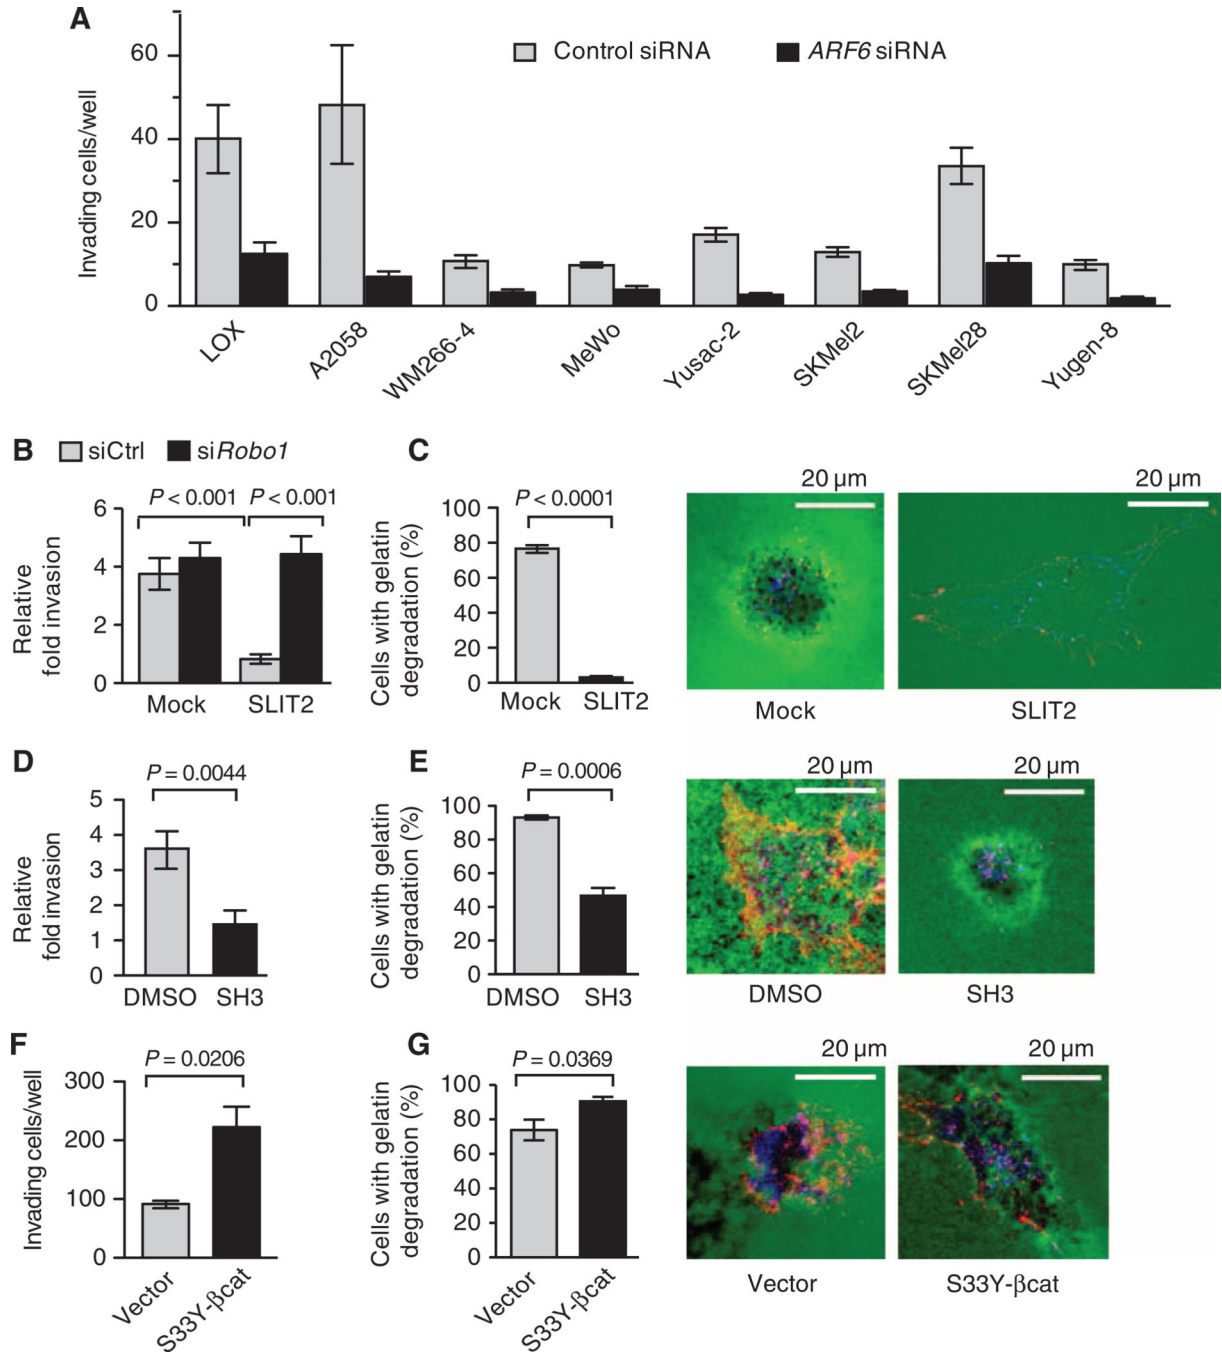 A
Control siRNA
ARF6 siRNA
Invading cells/well
60
40
20
0
LOX
A2058
WM266-4
MeWo
Yusac-2
SKMel2
SKMel28
Yugen-8
B
siCtrl
siRobo1
P < 0.001
P < 0.001
Relative
fold invasion
6
4
2
0
Mock
SLIT2
C
P < 0.0001
Cells with gelatin
degradation (%)
100
80
60
40
20
0
Mock
SLIT2
20 µm
20 µm
Mock
SLIT2
D
P = 0.0044
Relative
fold invasion
5
4
3
2
1
0
DMSO
SH3
E
P = 0.0006
Cells with gelatin
degradation (%)
100
80
60
40
20
0
DMSO
SH3
20 µm
20 µm
DMSO
SH3
F
P = 0.0206
Invading cells/well
300
200
100
0
Vector
S33Y-βcat
G
P = 0.0369
Cells with gelatin
degradation (%)
100
80
60
80
40
20
0
Vector
S33Y-βcat
20 µm
20 µm
Vector
S33Y-βcat